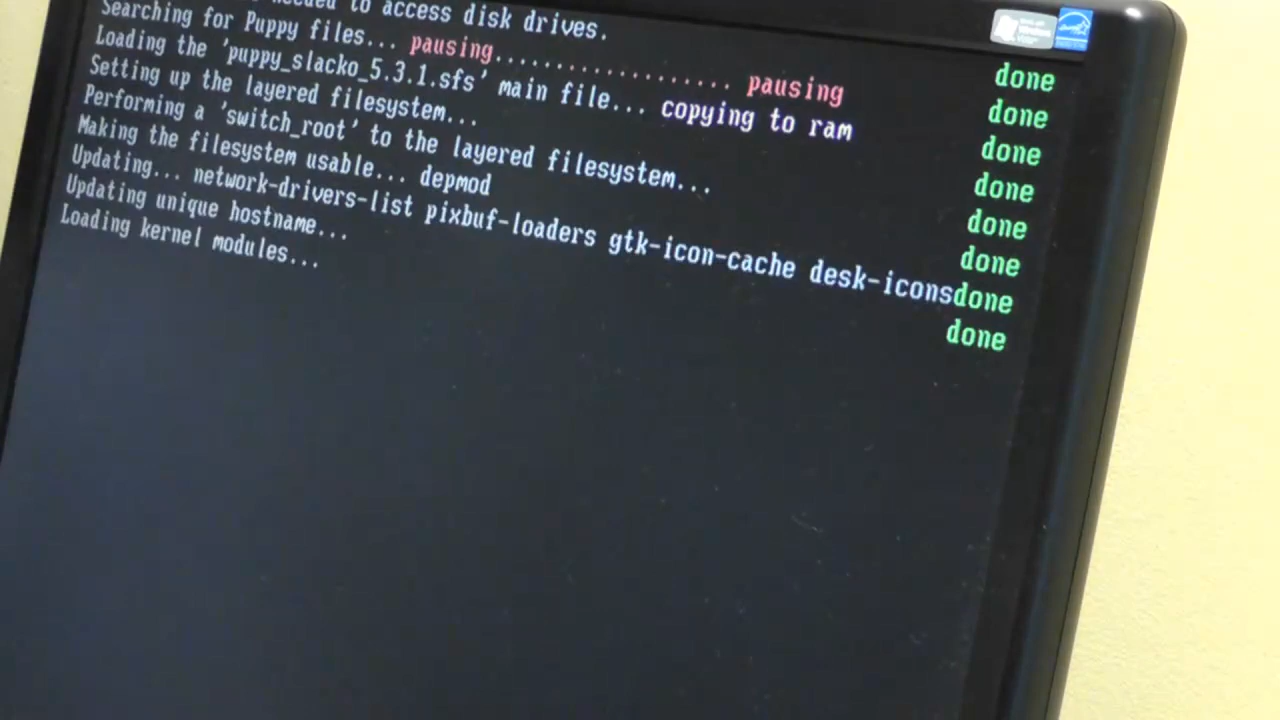 needed to access disk drives. done
Searching for Puppy files... pausing.................... pausing done
Loading the 'puppy_slacko_5.3.1.sfs' main file... copying to ram done
Setting up the layered filesystem... done
Performing a 'switch_root' to the layered filesystem... done
Making the filesystem usable... depmod done
Updating... network-drivers-list pixbuf-loaders gtk-icon-cache desk-iconsdone
Updating unique hostname... done
Loading kernel modules...